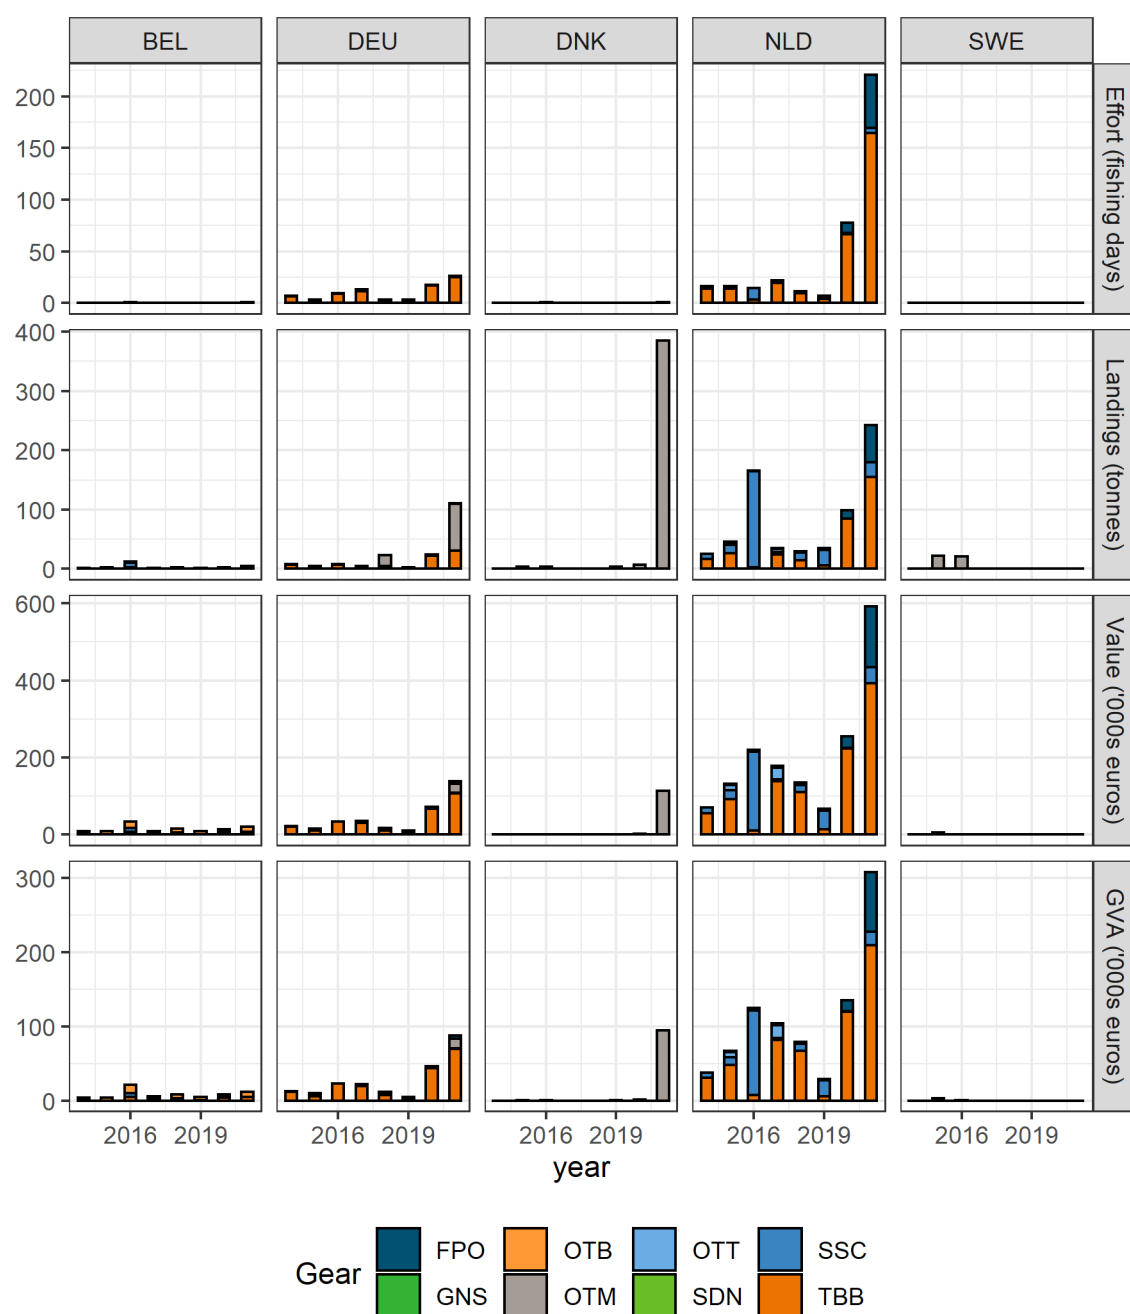 BEL DEU DNK NLD SWE
200
150
100
50
0
Effort (fishing days)
400
300
200
100
0
Landings (tonnes)
600
400
200
0
Value ('000s euros)
300
200
100
0
GVA ('000s euros)
2016 2019 2016 2019 2016 2019 2016 2019 2016 2019
year
Gear
FPO OTB OTT SSC
GNS OTM SDN TBB